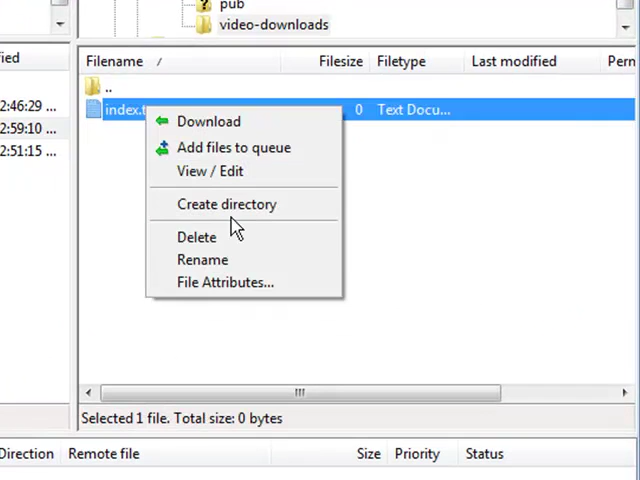 pub
video-downloads
Filename / Filesize Filetype Last modified
..
2:46:29 ... index. 0 Text Docu...
2:59:10 ...
2:51:15 ...
Download
Add files to queue
View / Edit
Create directory
Delete
Rename
File Attributes...
Selected 1 file. Total size: 0 bytes
Direction Remote file Size Priority Status